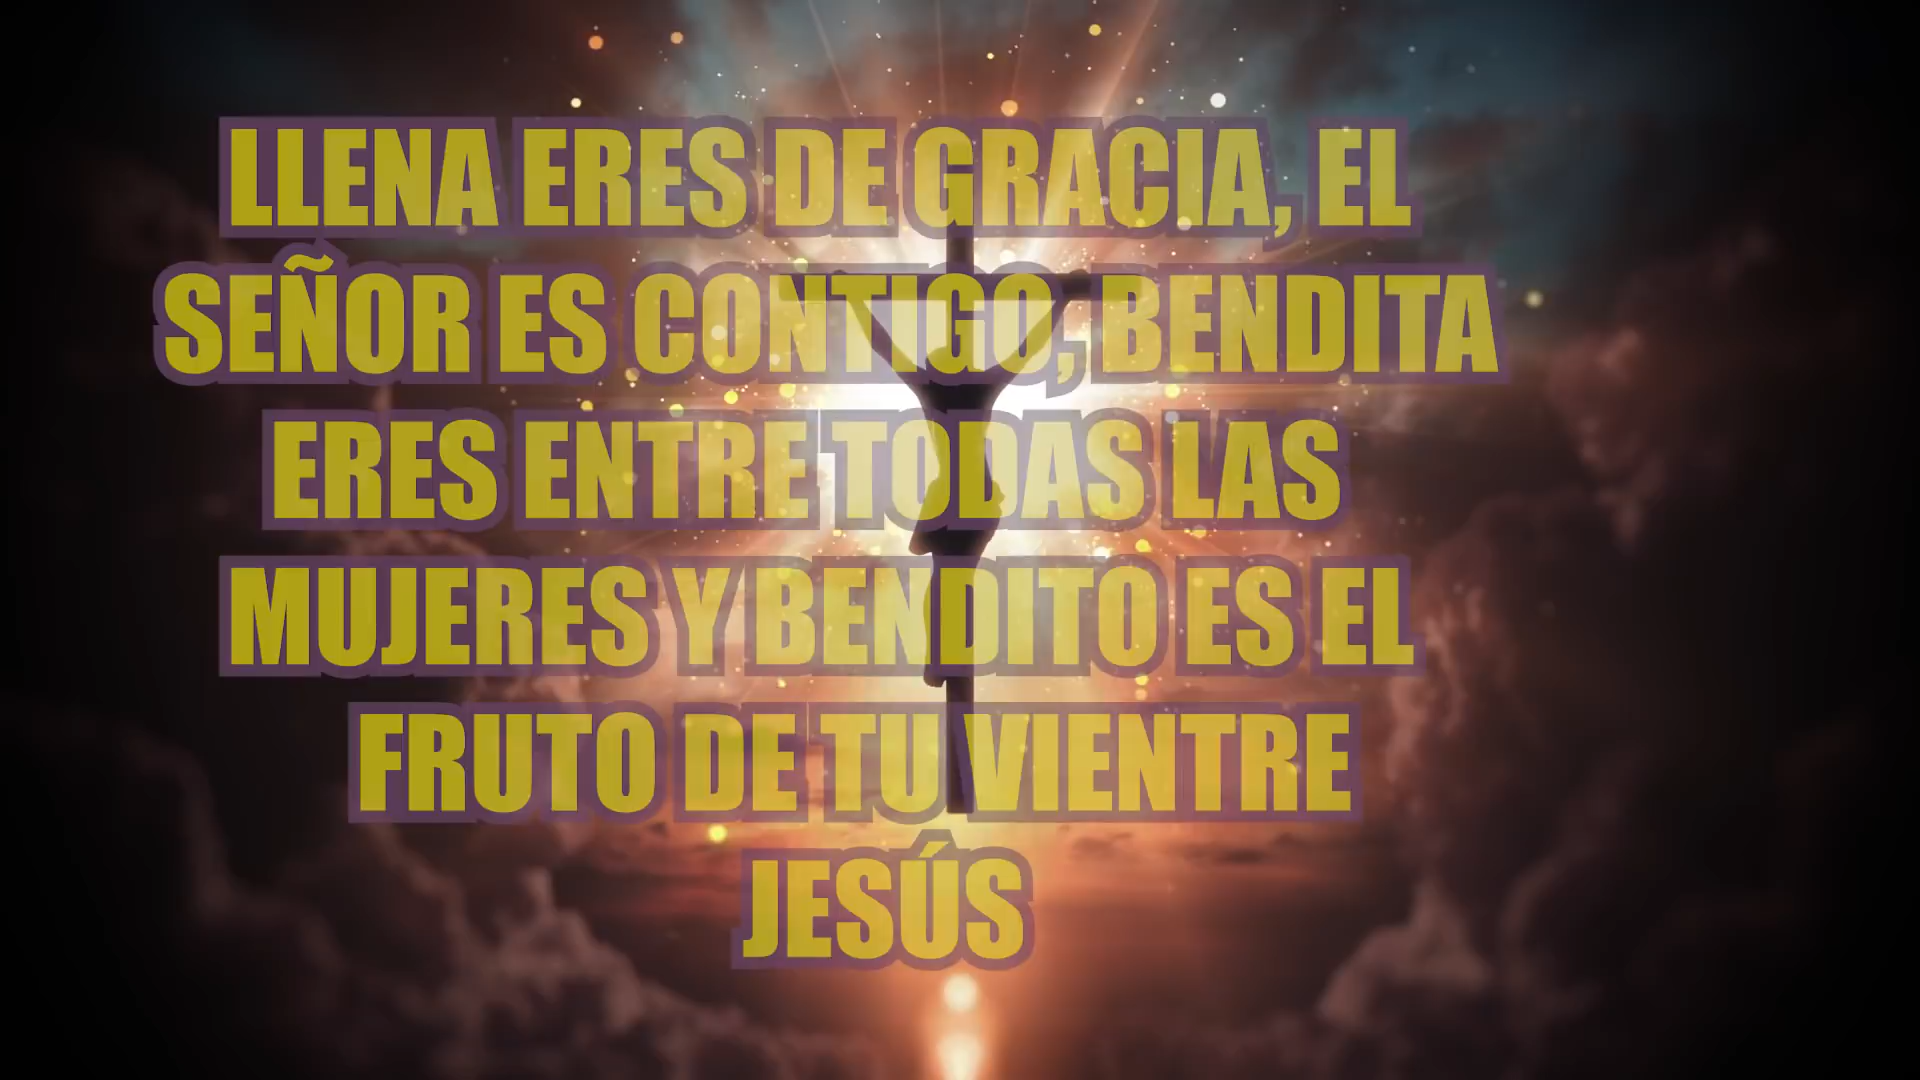 LLENA ERES DE GRACIA, EL
SEÑOR ES CONTIGO, BENDITA
ERES ENTRE TODAS LAS
MUJERES Y BENDITO ES EL
FRUTO DE TU VIENTRE
JESÚS